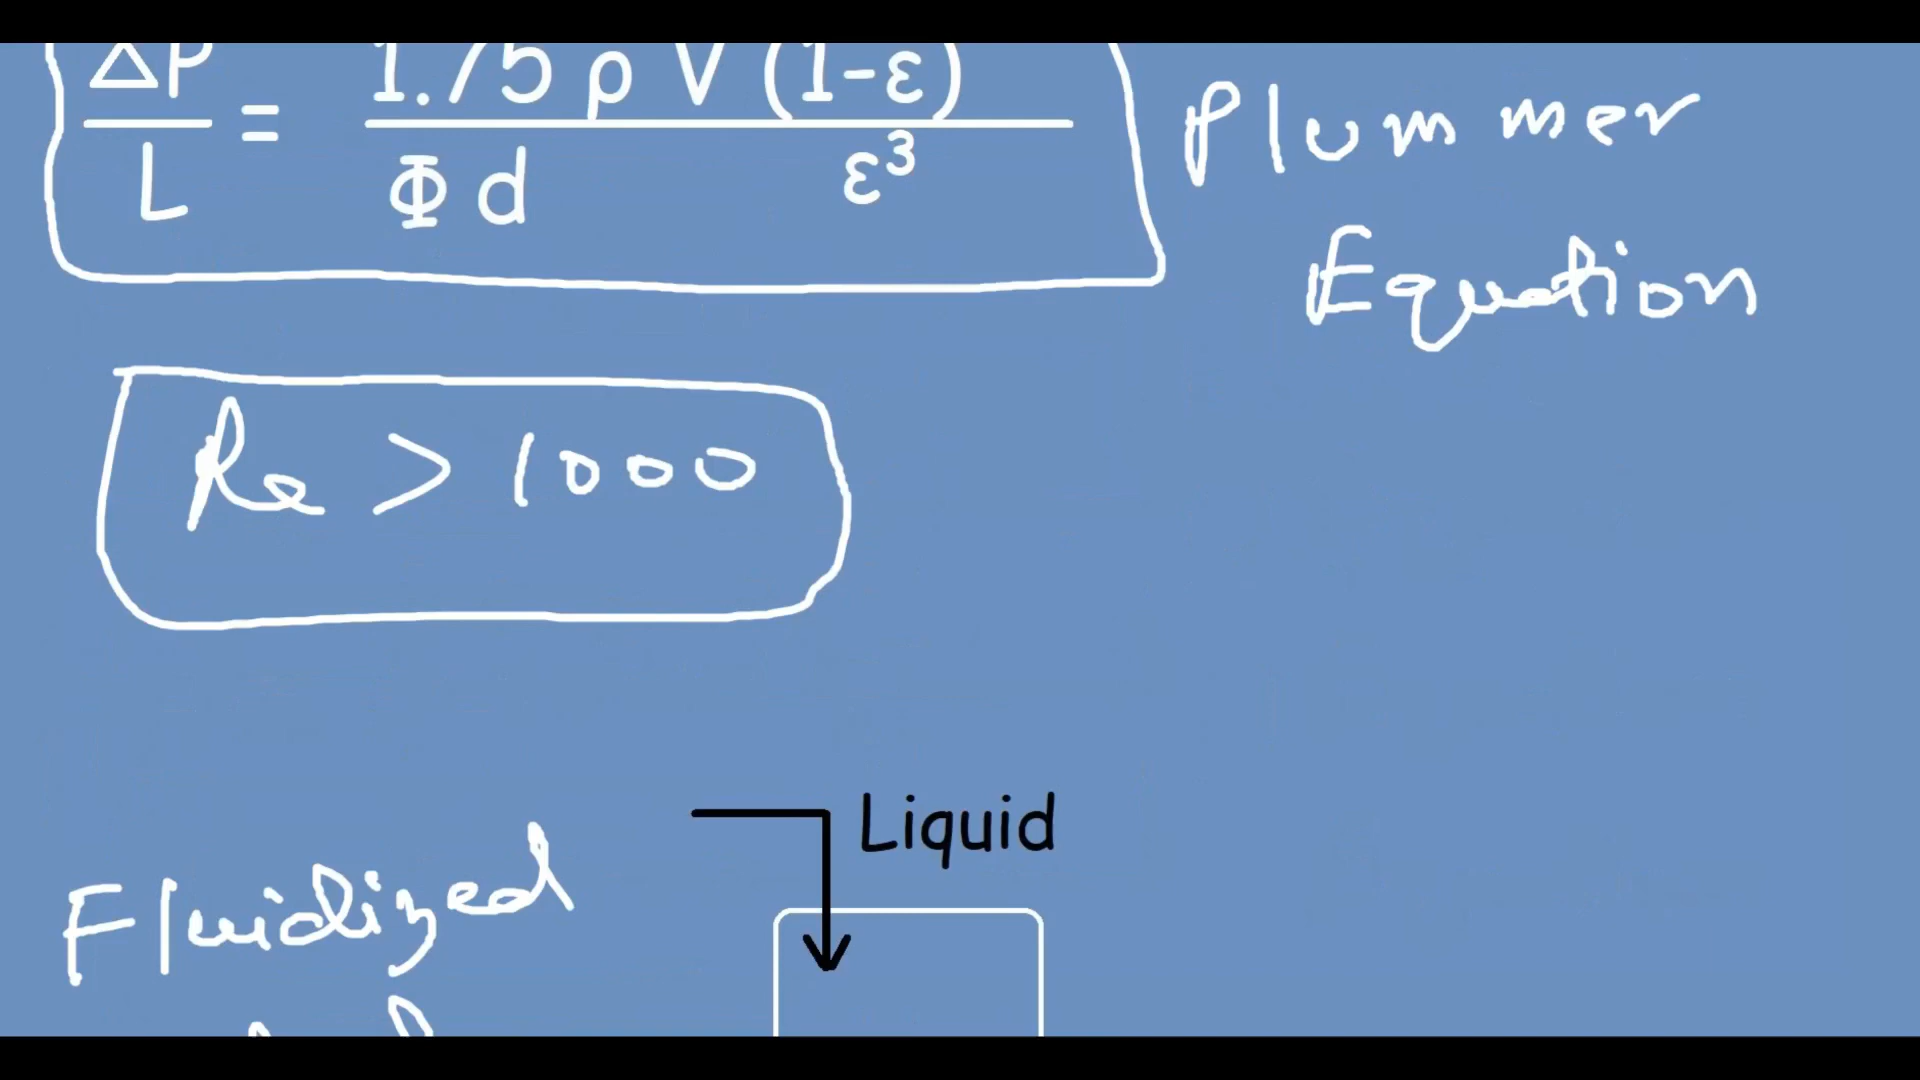 ΔP 1.75 ρ V (1-ε)
=
L Φ d ε³
Plummer
Equation
Re > 1000
Liquid
Fluidized